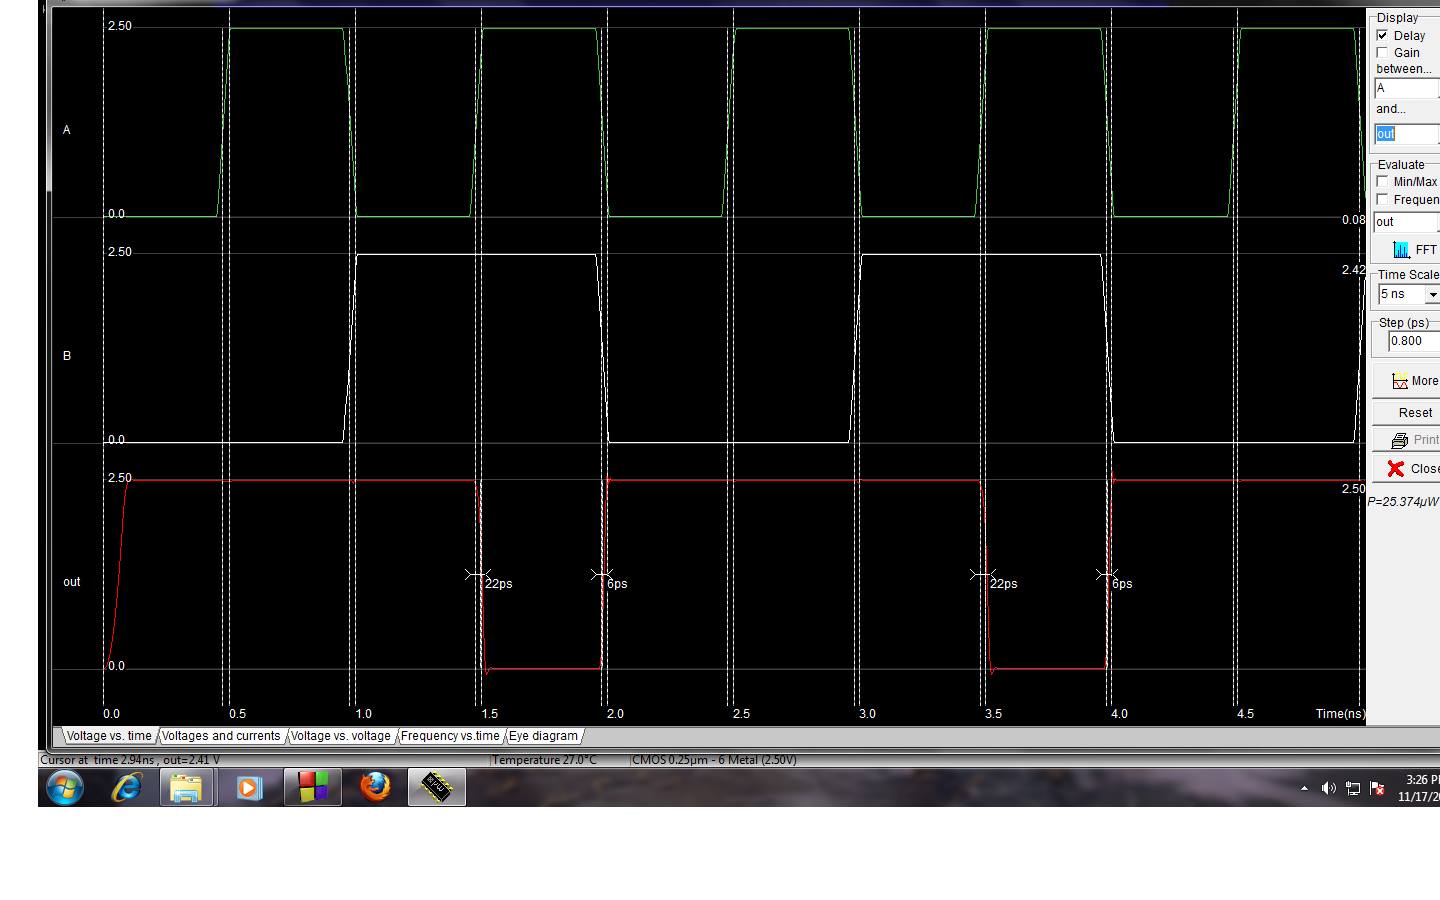 2.50
A
0.0
2.50
B
0.0
2.50
out
0.0
0.08
2.42
2.50
22ps
6ps
22ps
6ps
0.0 0.5 1.0 1.5 2.0 2.5 3.0 3.5 4.0 4.5 Time(ns)
Display
Delay
Gain
between...
A
and...
out
Evaluate
Min/Max
Frequen
out
FFT
Time Scale
5 ns
Step (ps)
0.800
More
Reset
Print
Close
P=25.374µW
Voltage vs. time Voltages and currents Voltage vs. voltage Frequency vs.time Eye diagram
Cursor at time 2.94ns , out=2.41 V Temperature 27.0°C CMOS 0.25µm - 6 Metal (2.50V)
3:26 P
11/17/20